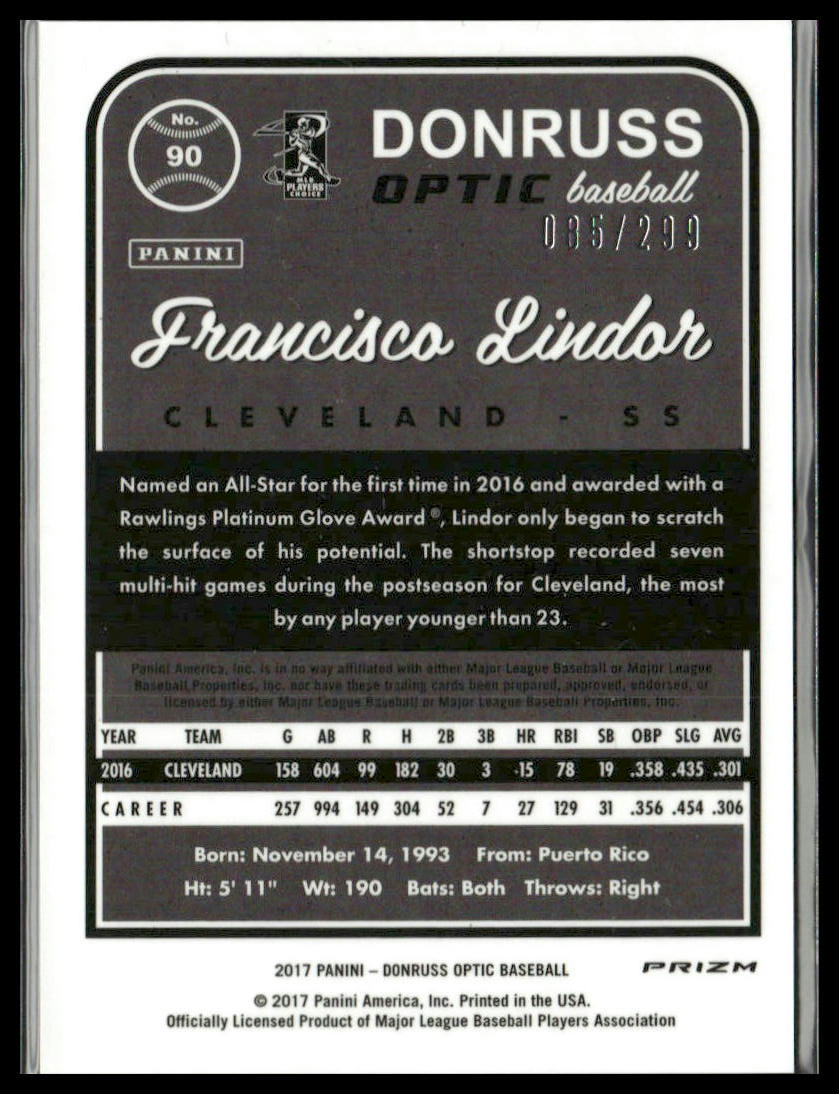 No.
90
MLB
PLAYERS
CHOICE
DONRUSS
OPTIC baseball
085/299
PANINI
Francisco Lindor
CLEVELAND - SS
Named an All-Star for the first time in 2016 and awarded with a
Rawlings Platinum Glove Award®, Lindor only began to scratch
the surface of his potential. The shortstop recorded seven
multi-hit games during the postseason for Cleveland, the most
by any player younger than 23.
Panini America, Inc. is in no way affiliated with either Major League Baseball or Major League
Baseball Properties, Inc. nor have these trading cards been prepared, approved, endorsed, or
licensed by either Major League Baseball or Major League Baseball Properties, Inc.
YEAR TEAM G AB R H 2B 3B HR RBI SB OBP SLG AVG
2016 CLEVELAND 158 604 99 182 30 3 15 78 19 .358 .435 .301
CAREER 257 994 149 304 52 7 27 129 31 .356 .454 .306
Born: November 14, 1993 From: Puerto Rico
Ht: 5' 11" Wt: 190 Bats: Both Throws: Right
2017 PANINI – DONRUSS OPTIC BASEBALL PRIZM
© 2017 Panini America, Inc. Printed in the USA.
Officially Licensed Product of Major League Baseball Players Association